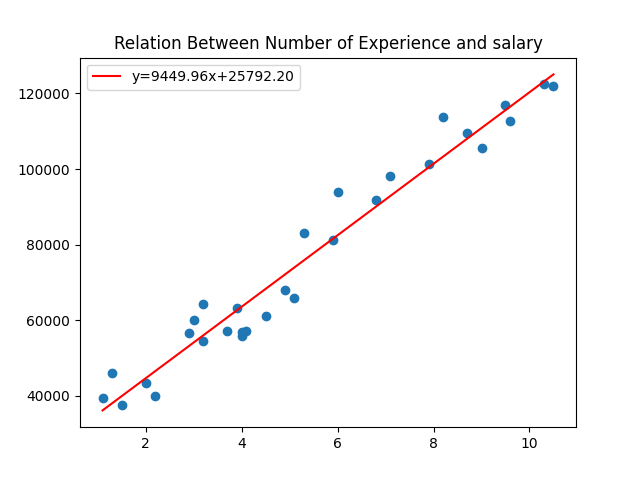 Relation Between Number of Experience and salary
y=9449.96x+25792.20
120000
100000
80000
60000
40000
2 4 6 8 10